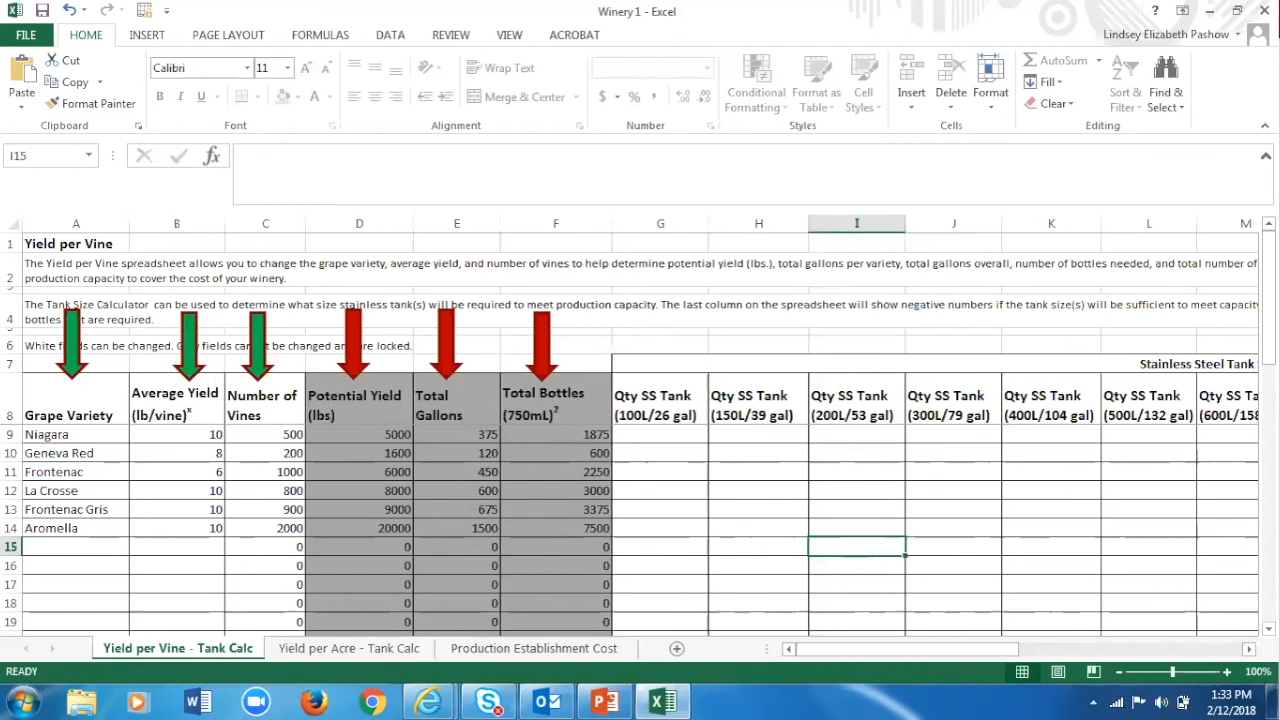 Winery 1 - Excel
?
FILE HOME INSERT PAGE LAYOUT FORMULAS DATA REVIEW VIEW ACROBAT
Lindsey Elizabeth Pashow
Paste
Cut
Copy
Format Painter
Clipboard
Calibri 11
B I U
Font
Wrap Text
Merge & Center
Alignment
$ %
Number
Conditional Formatting
Format as Table
Cell Styles
Styles
Insert Delete Format
Cells
AutoSum
Fill
Clear
Sort & Filter
Find & Select
Editing
I15
fx
A B C D E F G H I J K L M
1 Yield per Vine
2 The Yield per Vine spreadsheet allows you to change the grape variety, average yield, and number of vines to help determine potential yield (lbs.), total gallons per variety, total gallons overall, number of bottles needed, and total number of
production capacity to cover the cost of your winery.
4 The Tank Size Calculator can be used to determine what size stainless tank(s) will be required to meet production capacity. The last column on the spreadsheet will show negative numbers if the tank size(s) will be sufficient to meet capacity
bottles that are required.
6 White fields can be changed. Gray fields cannot be changed and are locked.
7 Stainless Steel Tank
8 Grape Variety
Average Yield (lb/vine)ˣ
Number of Vines
Potential Yield (lbs)
Total Gallons
Total Bottles (750mL)²
Qty SS Tank (100L/26 gal)
Qty SS Tank (150L/39 gal)
Qty SS Tank (200L/53 gal)
Qty SS Tank (300L/79 gal)
Qty SS Tank (400L/104 gal)
Qty SS Tank (500L/132 gal)
Qty SS Tank (600L/158
9 Niagara 10 500 5000 375 1875
10 Geneva Red 8 200 1600 120 600
11 Frontenac 6 1000 6000 450 2250
12 La Crosse 10 800 8000 600 3000
13 Frontenac Gris 10 900 9000 675 3375
14 Aromella 10 2000 20000 1500 7500
15 0 0 0 0
16 0 0 0 0
17 0 0 0 0
18 0 0 0 0
19 0 0 0 0
Yield per Vine - Tank Calc Yield per Acre - Tank Calc Production Establishment Cost
READY
100%
1:33 PM
2/12/2018